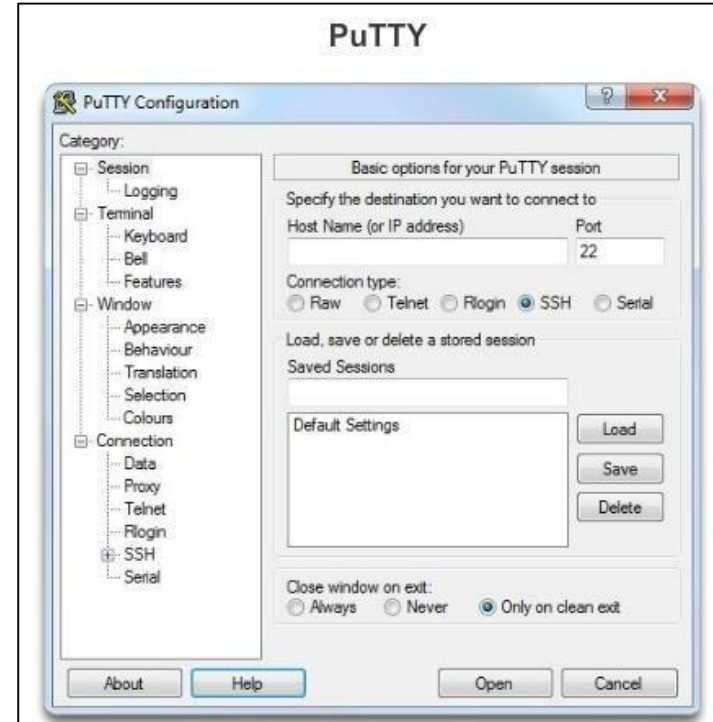 PuTTY
PuTTY Configuration
Category:
Session
Logging
Terminal
Keyboard
Bell
Features
Window
Appearance
Behaviour
Translation
Selection
Colours
Connection
Data
Proxy
Telnet
Rlogin
SSH
Serial
Basic options for your PuTTY session
Specify the destination you want to connect to
Host Name (or IP address) Port
22
Connection type:
Raw Telnet Rlogin SSH Serial
Load, save or delete a stored session
Saved Sessions
Default Settings
Load
Save
Delete
Close window on exit:
Always Never Only on clean exit
About Help Open Cancel